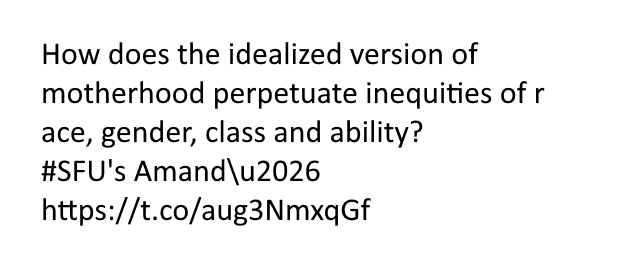 How does the idealized version of
motherhood perpetuate inequities of r
ace, gender, class and ability?
#SFU's Amand\u2026
https://t.co/aug3NmxqGf